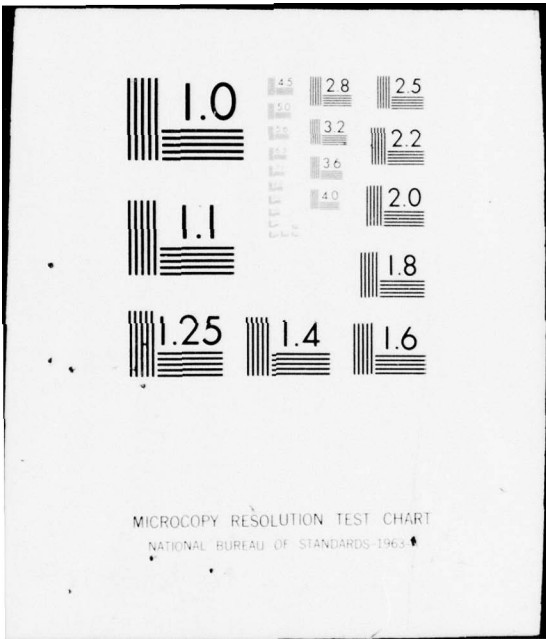 1.0
4.5 2.8 2.5
5.0
3.2 2.2
3.6
4.0 2.0
1.1
1.8
1.25 1.4 1.6
MICROCOPY RESOLUTION TEST CHART
NATIONAL BUREAU OF STANDARDS-1963